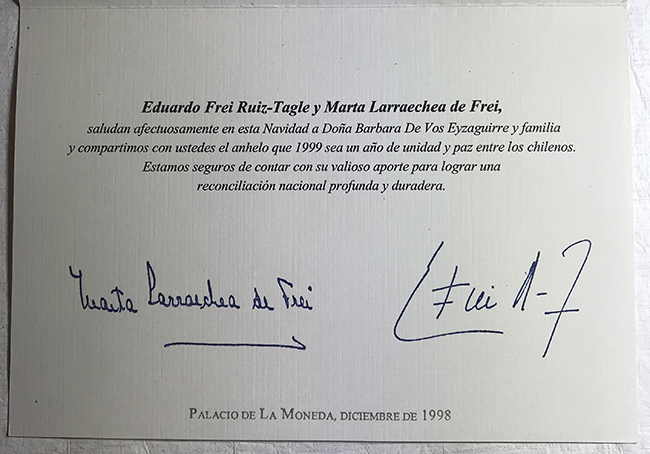 Eduardo Frei Ruiz-Tagle y Marta Larraechea de Frei,
saludan afectuosamente en esta Navidad a Doña Barbara De Vos Eyzaguirre y familia
y compartimos con ustedes el anhelo que 1999 sea un año de unidad y paz entre los chilenos.
Estamos seguros de contar con su valioso aporte para lograr una
reconciliación nacional profunda y duradera.
Marta Larraechea de Frei
E Frei R-T
PALACIO DE LA MONEDA, DICIEMBRE DE 1998